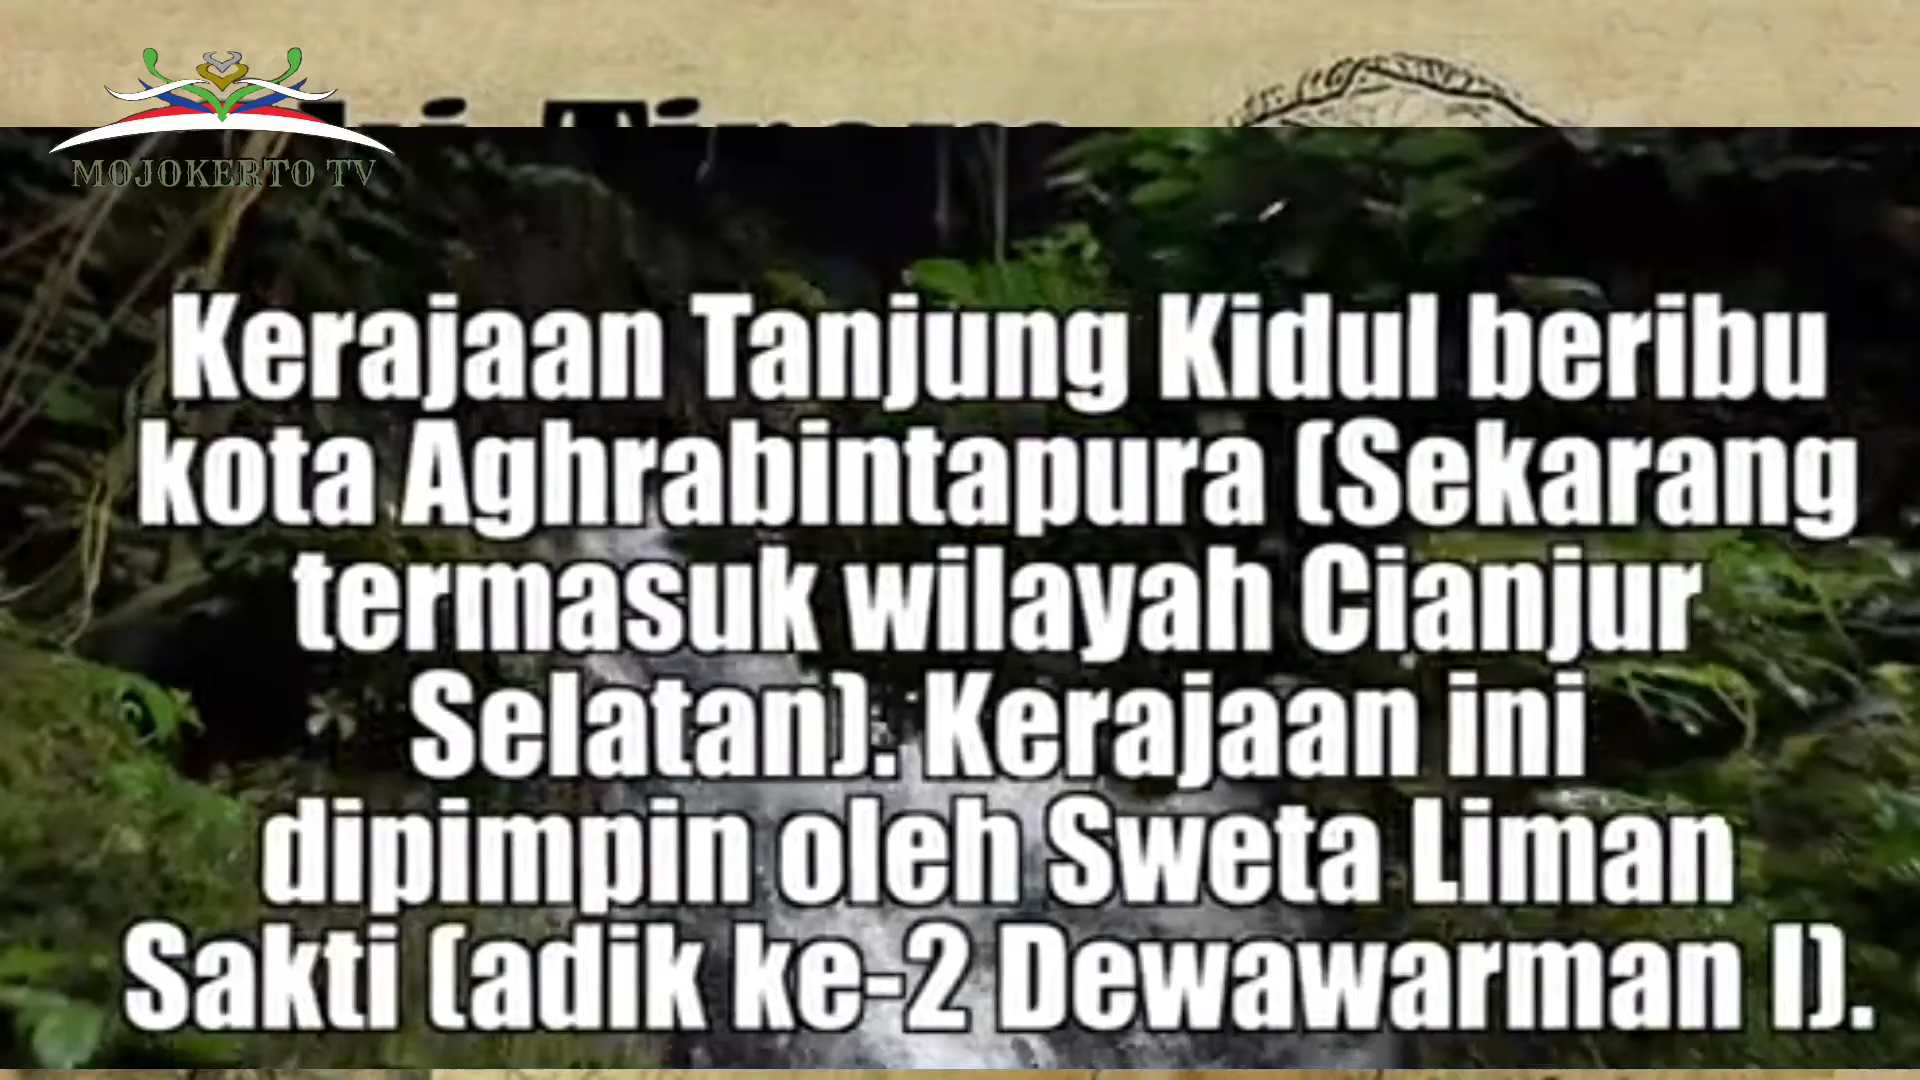 MOJOKERTO TV
Kerajaan Tanjung Kidul beribu
kota Aghrabintapura (Sekarang
termasuk wilayah Cianjur
Selatan). Kerajaan ini
dipimpin oleh Sweta Liman
Sakti (adik ke-2 Dewawarman I).